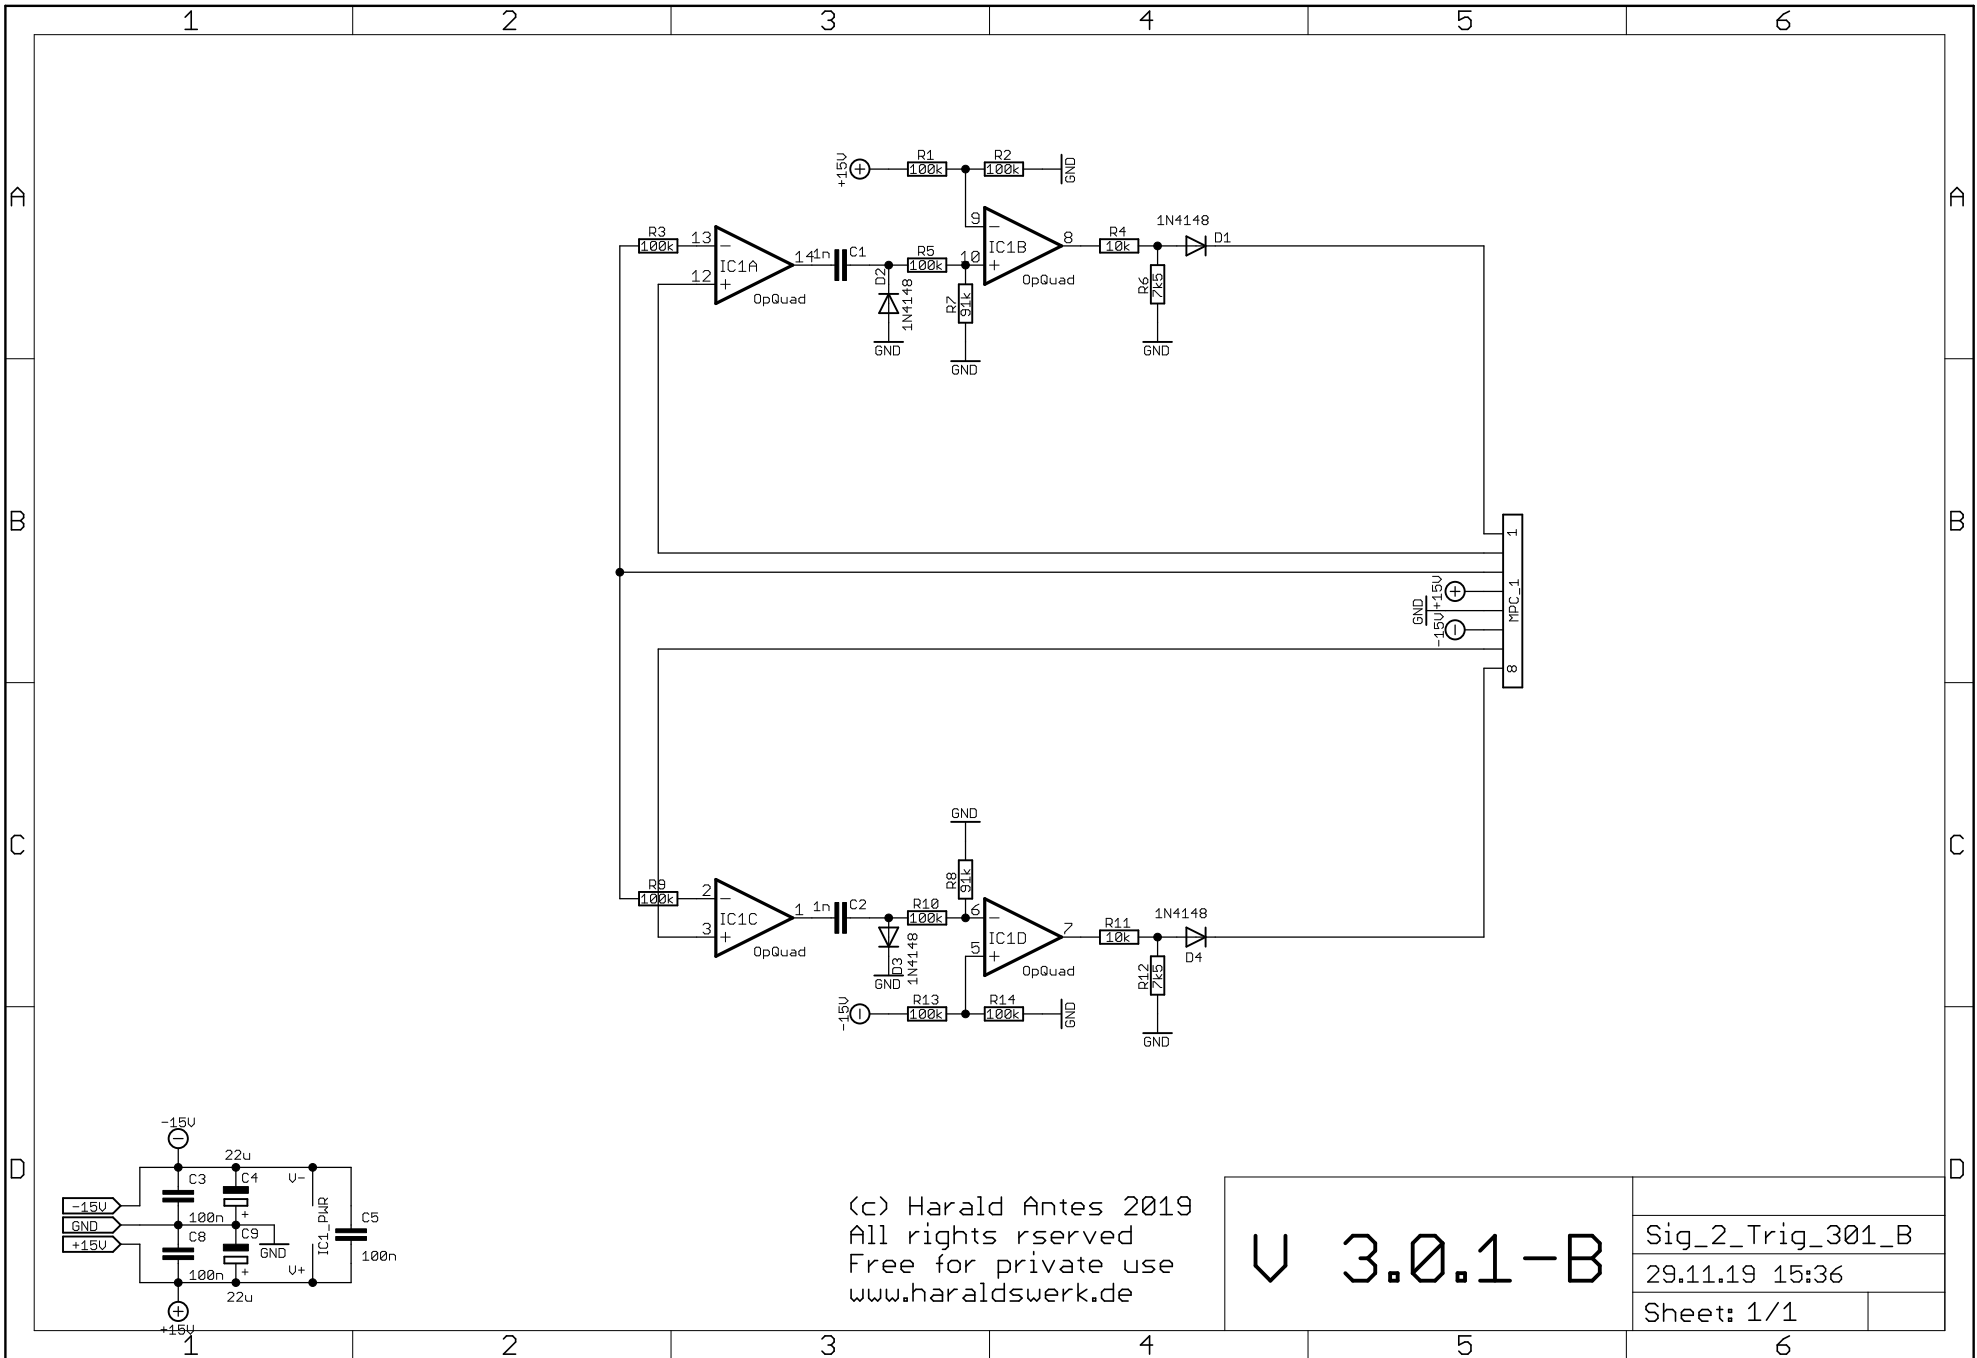 1 2 3 4 5 6
A A
+15V
R1
100k
R2
100k
GND
R3
100k
13
12
IC1A
OpQuad
14
1n
C1
D2
1N4148
GND
R5
100k
R7
91k
GND
9
10
IC1B
OpQuad
8
R4
10k
R6
7k5
GND
1N4148
D1
B B
1
MPC_1
8
+15V
GND
-15V
C C
R9
100k
2
3
IC1C
OpQuad
1
1n
C2
D3
1N4148
GND
R10
100k
GND
R8
91k
6
5
IC1D
OpQuad
7
-15V
R13
100k
R14
100k
GND
R11
10k
R12
7k5
GND
1N4148
D4
D D
-15V
22u
C3
C4
V-
-15V
GND
+15V
100n
+
C8
C9
GND
IC1_PWR
C5
100n
100n
+
V+
22u
+15V
(c) Harald Antes 2019
All rights rserved
Free for private use
www.haraldswerk.de
V 3.0.1-B
Sig_2_Trig_301_B
29.11.19 15:36
Sheet: 1/1
1 2 3 4 5 6